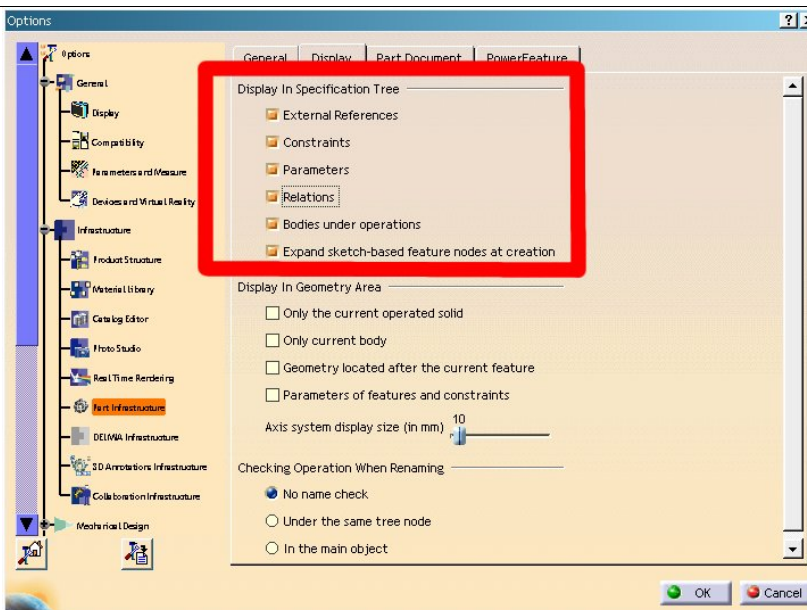 Options
Options
General
Display
Compatibility
Parameters and Measure
Devices and Virtual Reality
Infrastructure
Product Structure
Material Library
Catalog Editor
Photo Studio
Real Time Rendering
Part Infrastructure
DELMIA Infrastructure
3D Annotations Infrastructure
Collaboration Infrastructure
Mechanical Design
General Display Part Document PowerFeature
Display In Specification Tree
External References
Constraints
Parameters
Relations
Bodies under operations
Expand sketch-based feature nodes at creation
Display In Geometry Area
Only the current operated solid
Only current body
Geometry located after the current feature
Parameters of features and constraints
Axis system display size (in mm) 10
Checking Operation When Renaming
No name check
Under the same tree node
In the main object
OK Cancel